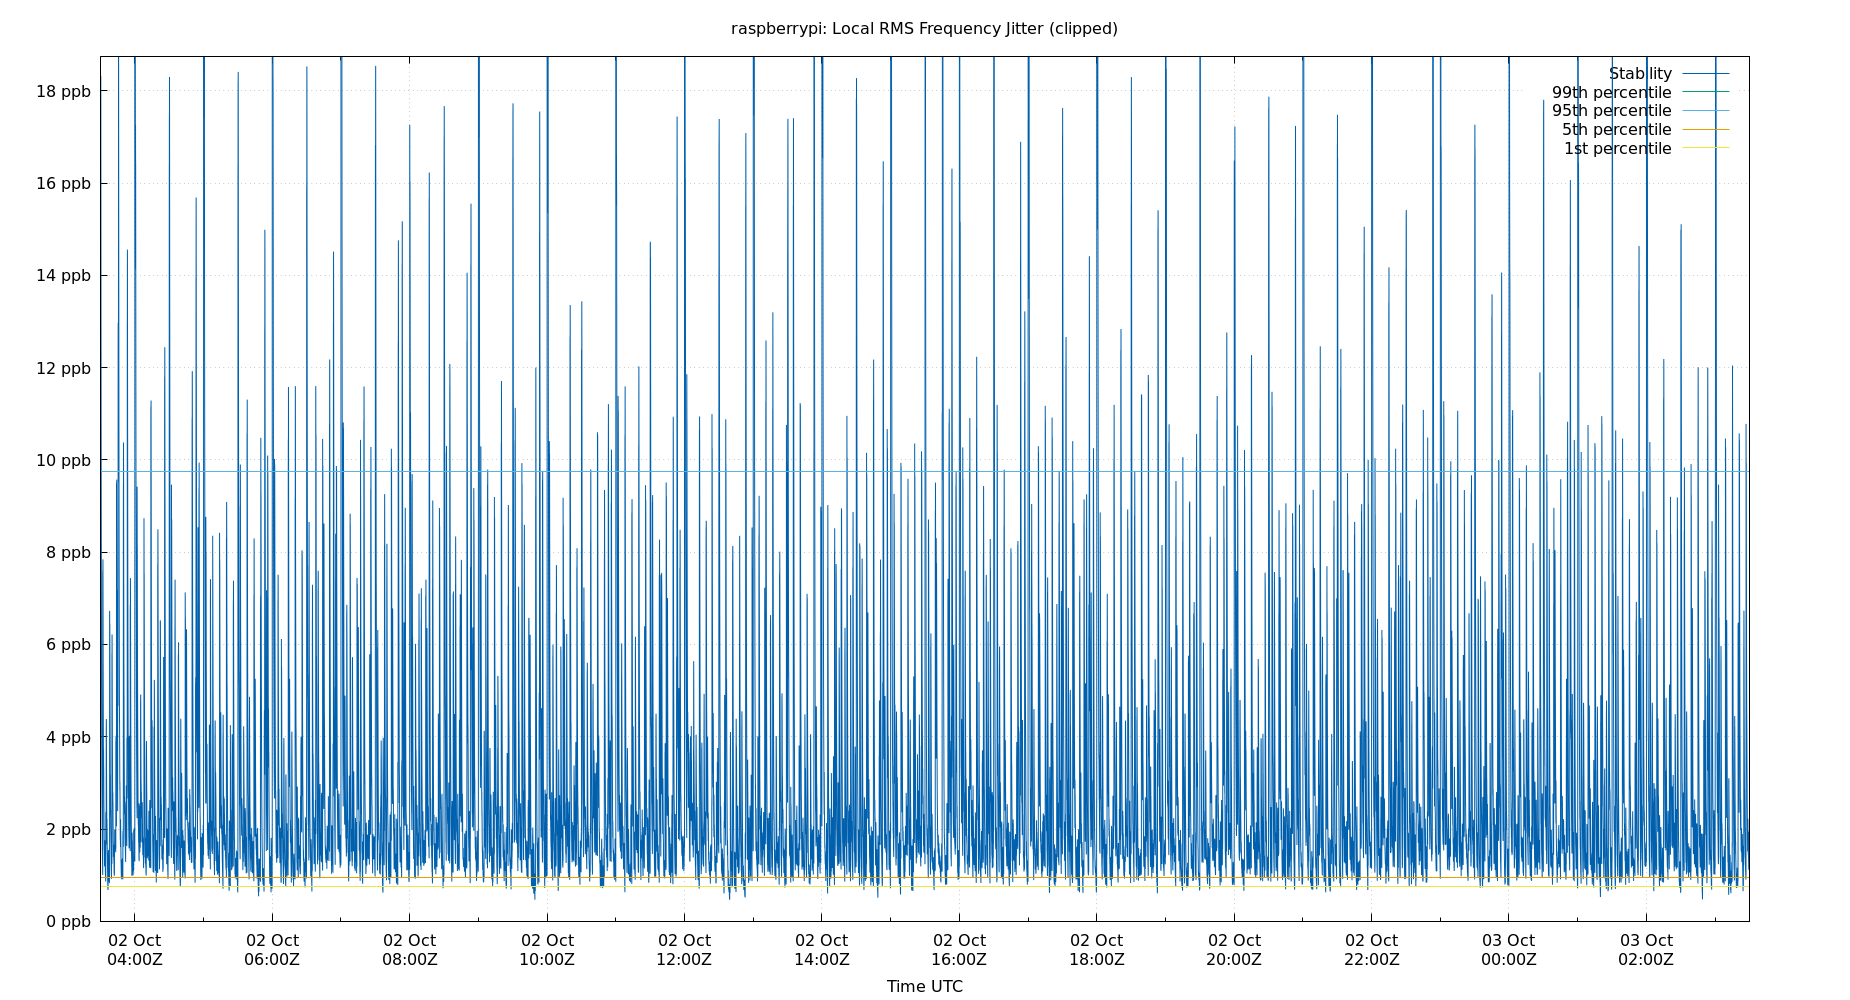 raspberrypi: Local RMS Frequency Jitter (clipped)
Stability
99th percentile
95th percentile
5th percentile
1st percentile
18 ppb
16 ppb
14 ppb
12 ppb
10 ppb
8 ppb
6 ppb
4 ppb
2 ppb
0 ppb
02 Oct 02 Oct 02 Oct 02 Oct 02 Oct 02 Oct 02 Oct 02 Oct 02 Oct 02 Oct 03 Oct 03 Oct
04:00Z 06:00Z 08:00Z 10:00Z 12:00Z 14:00Z 16:00Z 18:00Z 20:00Z 22:00Z 00:00Z 02:00Z
Time UTC